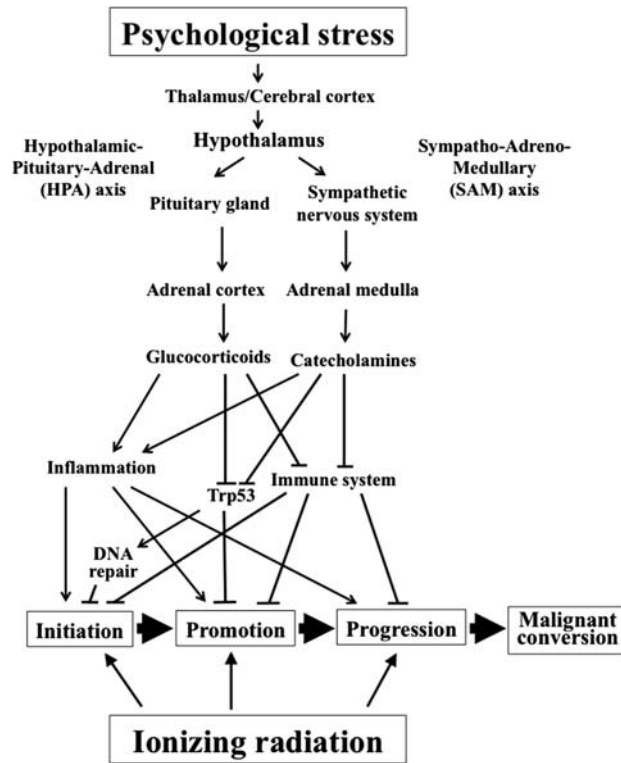 Psychological stress
Thalamus/Cerebral cortex
Hypothalamus
Hypothalamic-
Pituitary-Adrenal
(HPA) axis
Sympatho-Adreno-
Medullary
(SAM) axis
Pituitary gland
Sympathetic
nervous system
Adrenal cortex
Adrenal medulla
Glucocorticoids
Catecholamines
Inflammation
Trp53
Immune system
DNA
repair
Initiation
Promotion
Progression
Malignant
conversion
Ionizing radiation